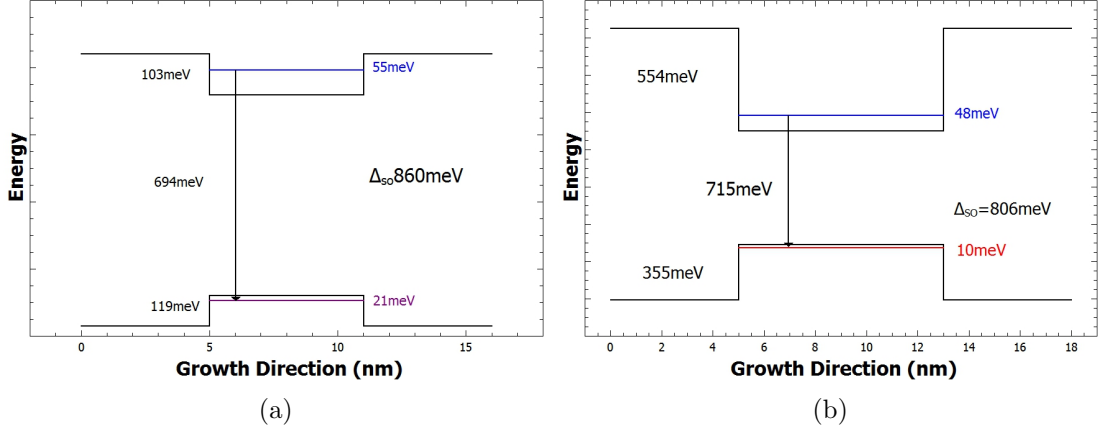 103meV
55meV
694meV
Δso860meV
119meV
21meV
Energy
0
5
10
15
Growth Direction (nm)
(a)
554meV
48meV
715meV
ΔSO=806meV
355meV
10meV
Energy
0
2
4
6
8
10
12
14
16
18
Growth Direction (nm)
(b)